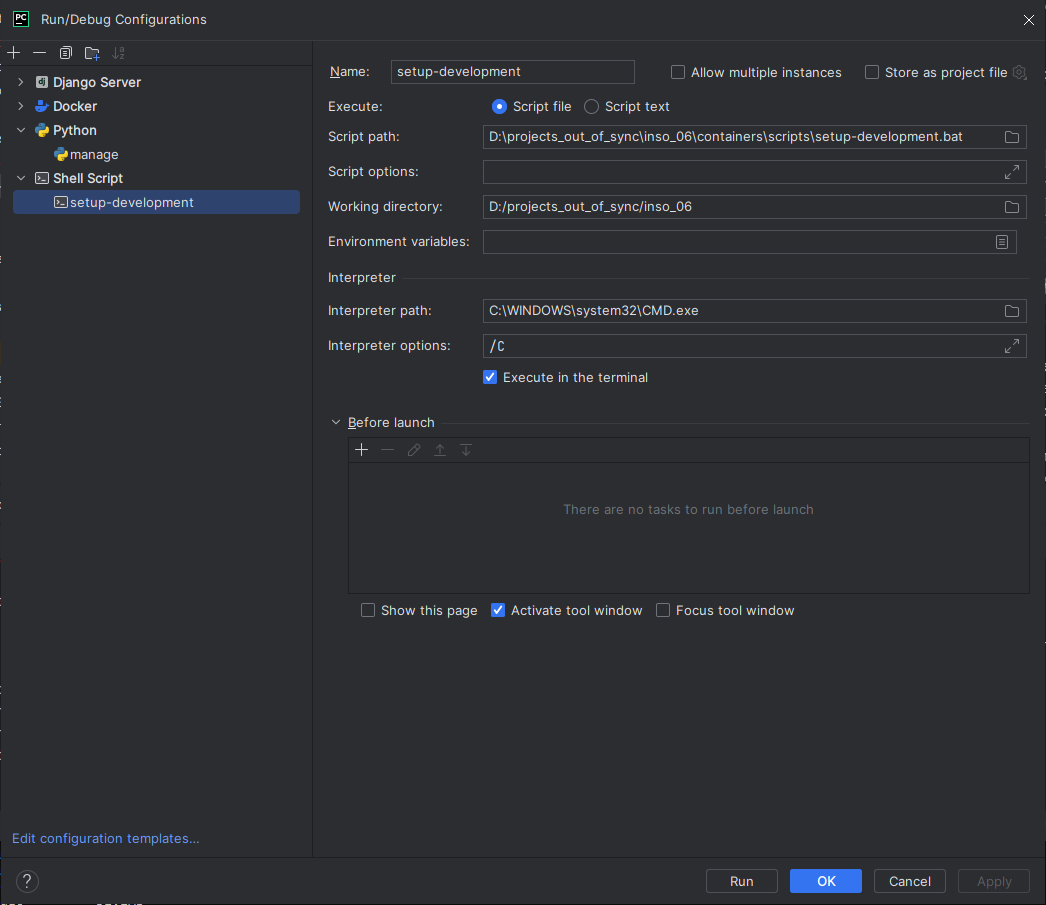 PC Run/Debug Configurations
Django Server
Docker
Python
manage
Shell Script
setup-development
Name: setup-development Allow multiple instances Store as project file
Execute: Script file Script text
Script path: D:\projects_out_of_sync\inso_06\containers\scripts\setup-development.bat
Script options:
Working directory: D:/projects_out_of_sync/inso_06
Environment variables:
Interpreter
Interpreter path: C:\WINDOWS\system32\CMD.exe
Interpreter options: /C
Execute in the terminal
Before launch
There are no tasks to run before launch
Show this page Activate tool window Focus tool window
Edit configuration templates...
? Run OK Cancel Apply